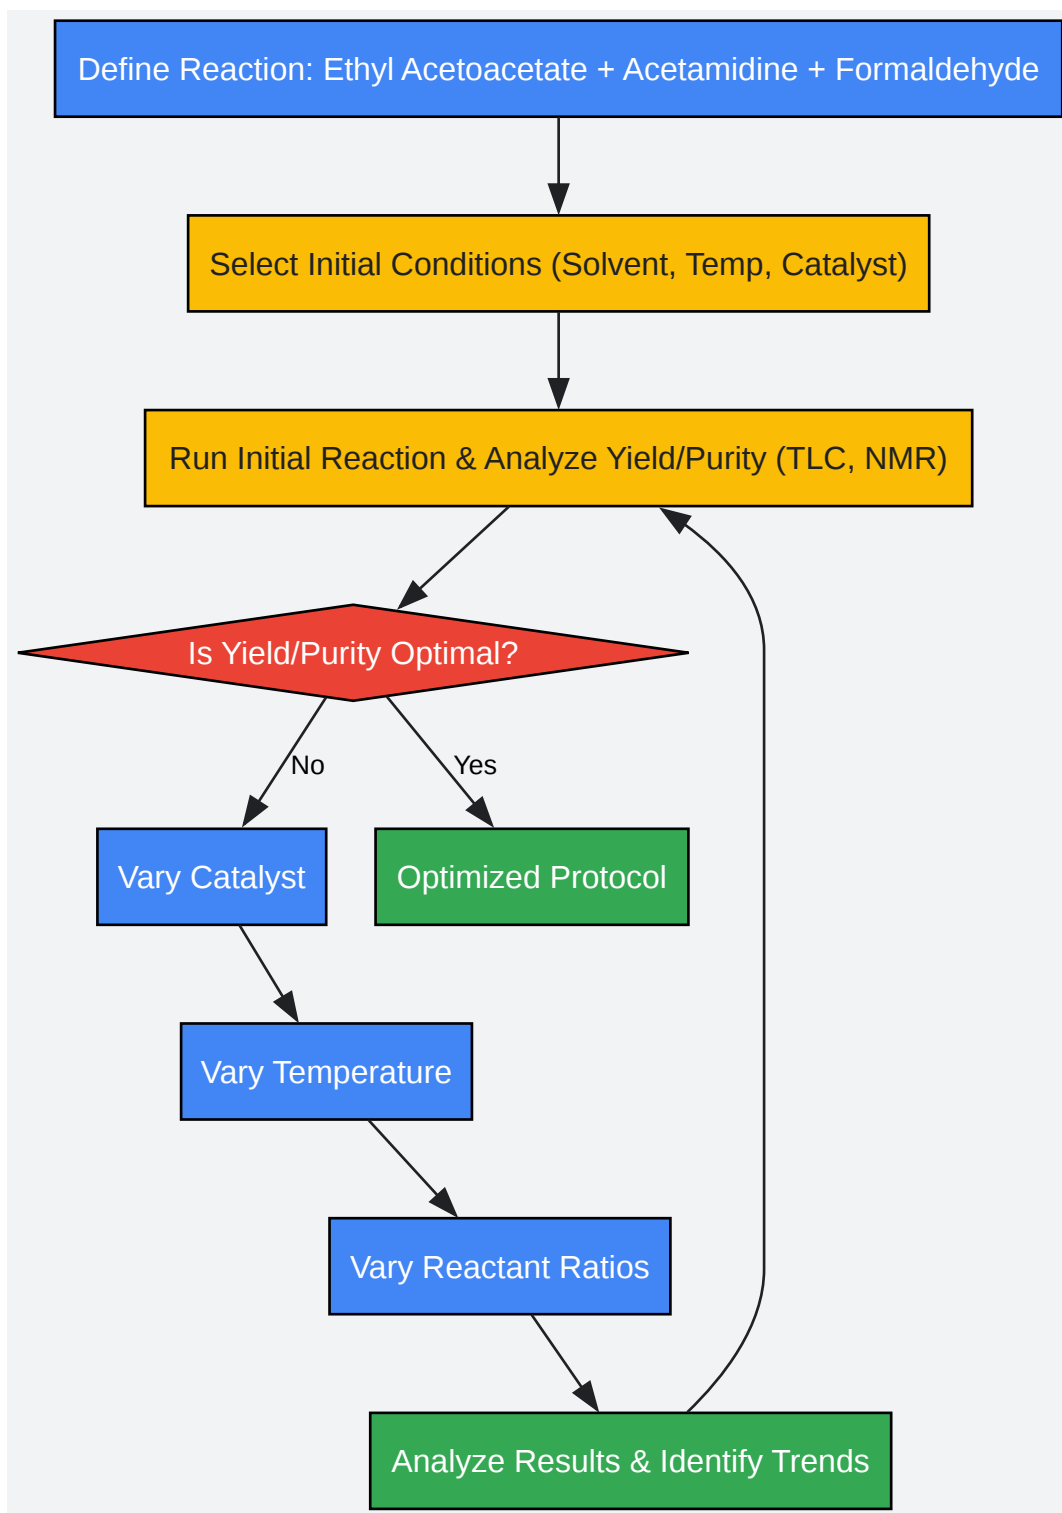 Define Reaction: Ethyl Acetoacetate + Acetamidine + Formaldehyde
Select Initial Conditions (Solvent, Temp, Catalyst)
Run Initial Reaction & Analyze Yield/Purity (TLC, NMR)
Is Yield/Purity Optimal?
No
Yes
Vary Catalyst
Optimized Protocol
Vary Temperature
Vary Reactant Ratios
Analyze Results & Identify Trends